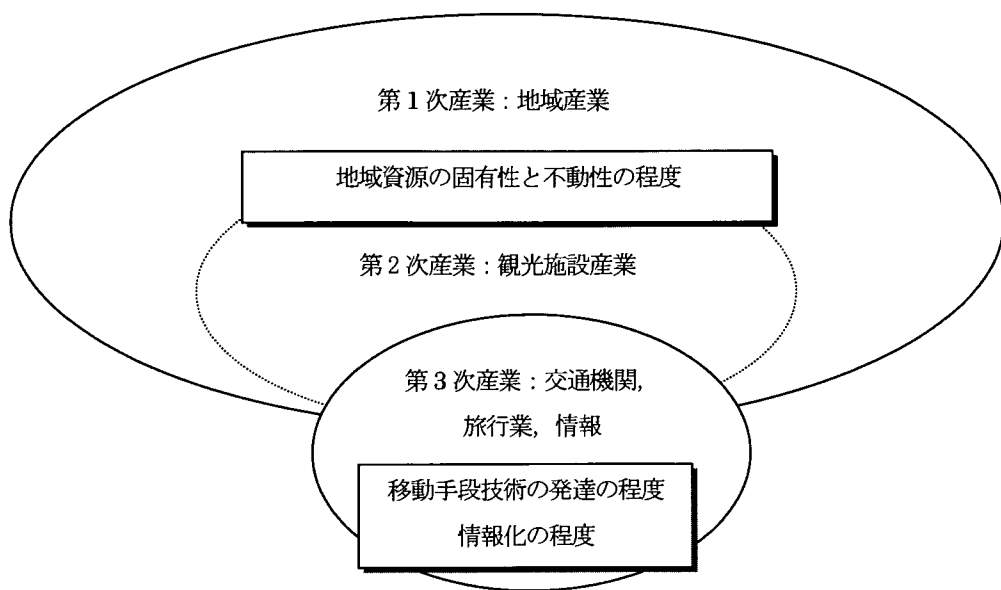 第1次産業：地域産業
地域資源の固有性と不動性の程度
第2次産業：観光施設産業
第3次産業：交通機関，
旅行業，情報
移動手段技術の発達の程度
情報化の程度